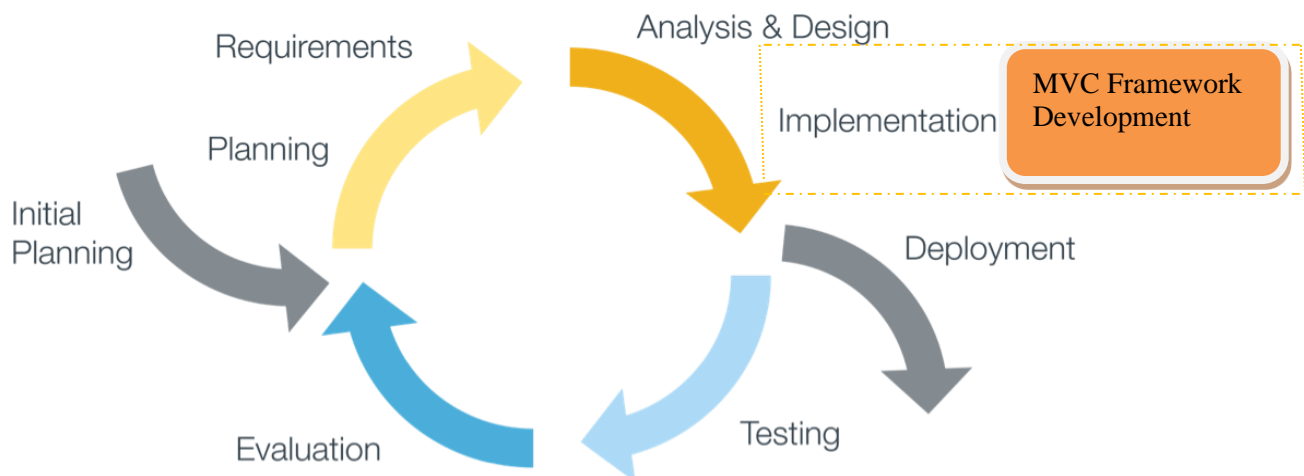 Analysis & Design
Requirements
MVC Framework
Development
Implementation
Planning
Initial
Planning
Deployment
Testing
Evaluation